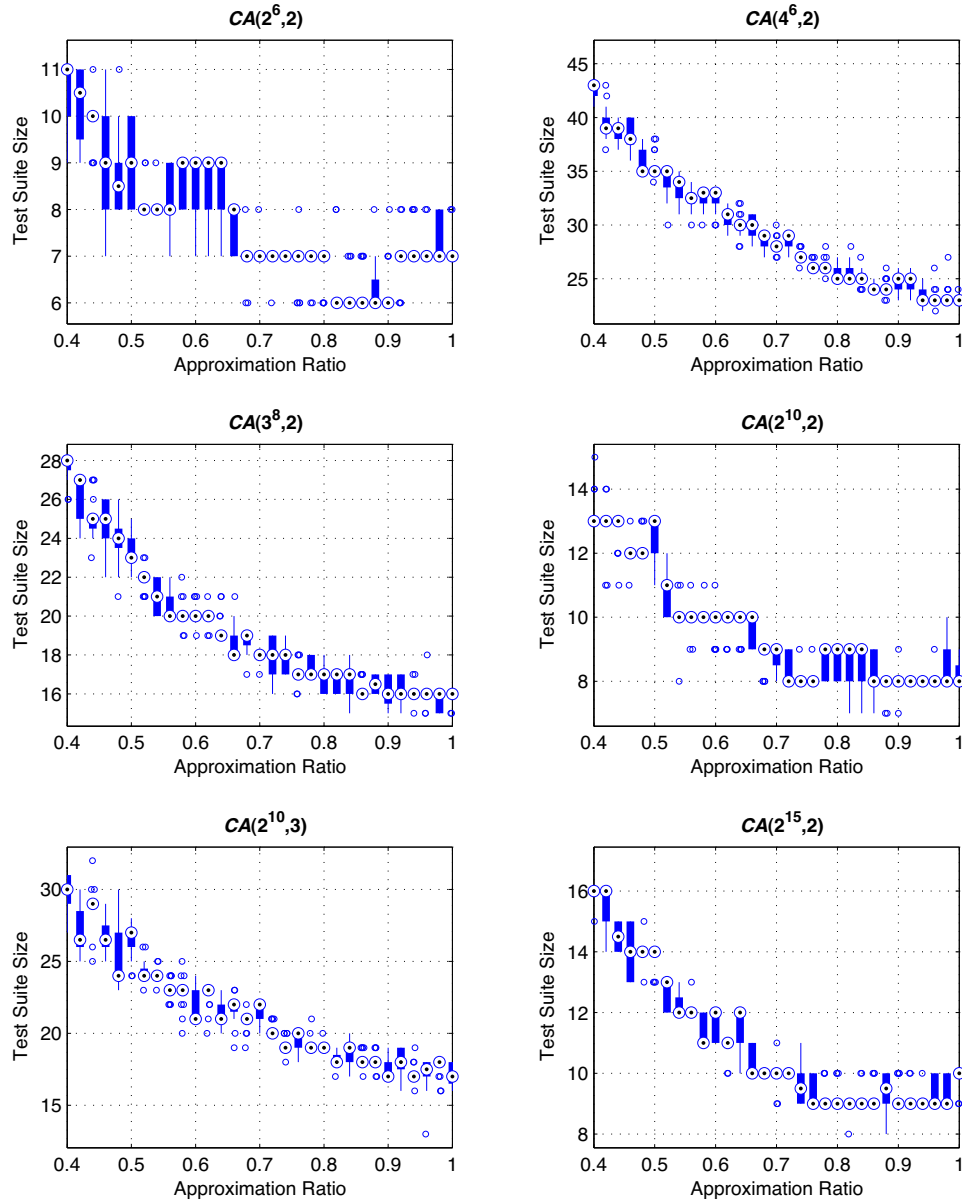 CA(2^6,2)
11
10
9
8
7
6
Test Suite Size
0.4 0.5 0.6 0.7 0.8 0.9 1
Approximation Ratio
CA(4^6,2)
45
40
35
30
25
Test Suite Size
0.4 0.5 0.6 0.7 0.8 0.9 1
Approximation Ratio
CA(3^8,2)
28
26
24
22
20
18
16
Test Suite Size
0.4 0.5 0.6 0.7 0.8 0.9 1
Approximation Ratio
CA(2^10,2)
14
12
10
8
Test Suite Size
0.4 0.5 0.6 0.7 0.8 0.9 1
Approximation Ratio
CA(2^10,3)
30
25
20
15
Test Suite Size
0.4 0.5 0.6 0.7 0.8 0.9 1
Approximation Ratio
CA(2^15,2)
16
14
12
10
8
Test Suite Size
0.4 0.5 0.6 0.7 0.8 0.9 1
Approximation Ratio